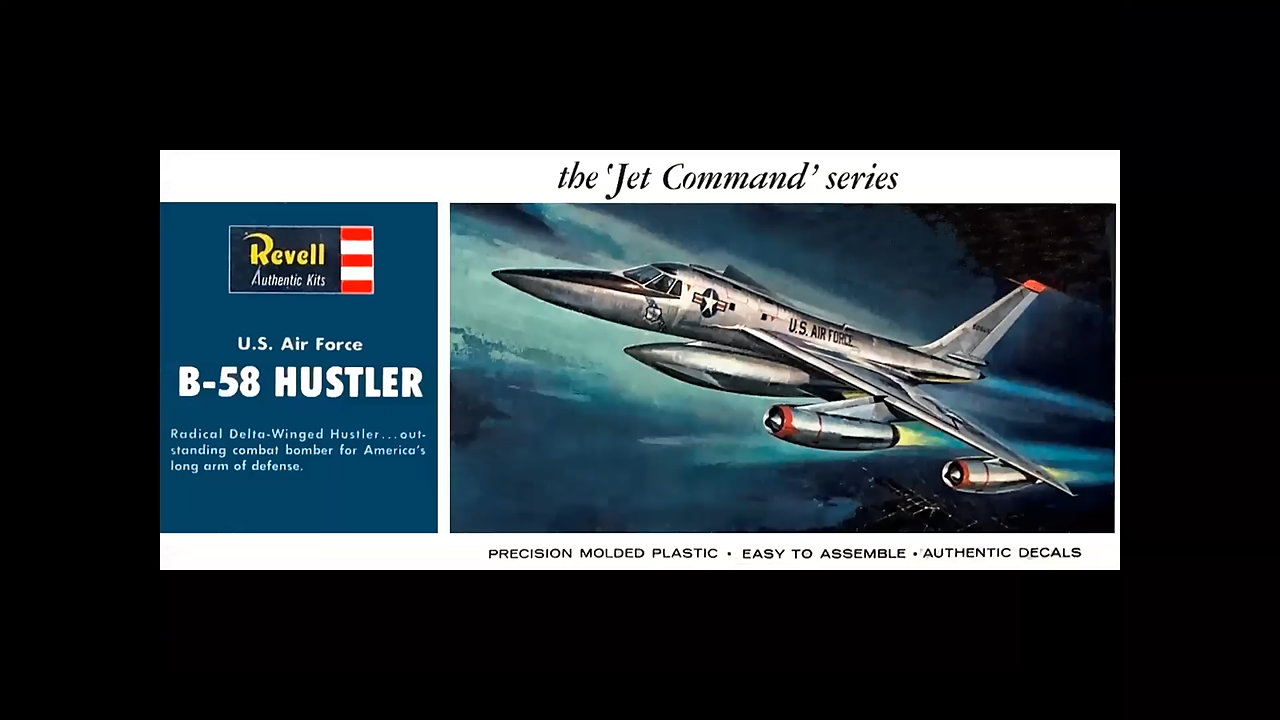 the 'Jet Command' series
Revell
Authentic Kits
U.S. Air Force
B-58 HUSTLER
Radical Delta-Winged Hustler...out-
standing combat bomber for America's
long arm of defense.
U.S. AIR FORCE
PRECISION MOLDED PLASTIC • EASY TO ASSEMBLE • AUTHENTIC DECALS